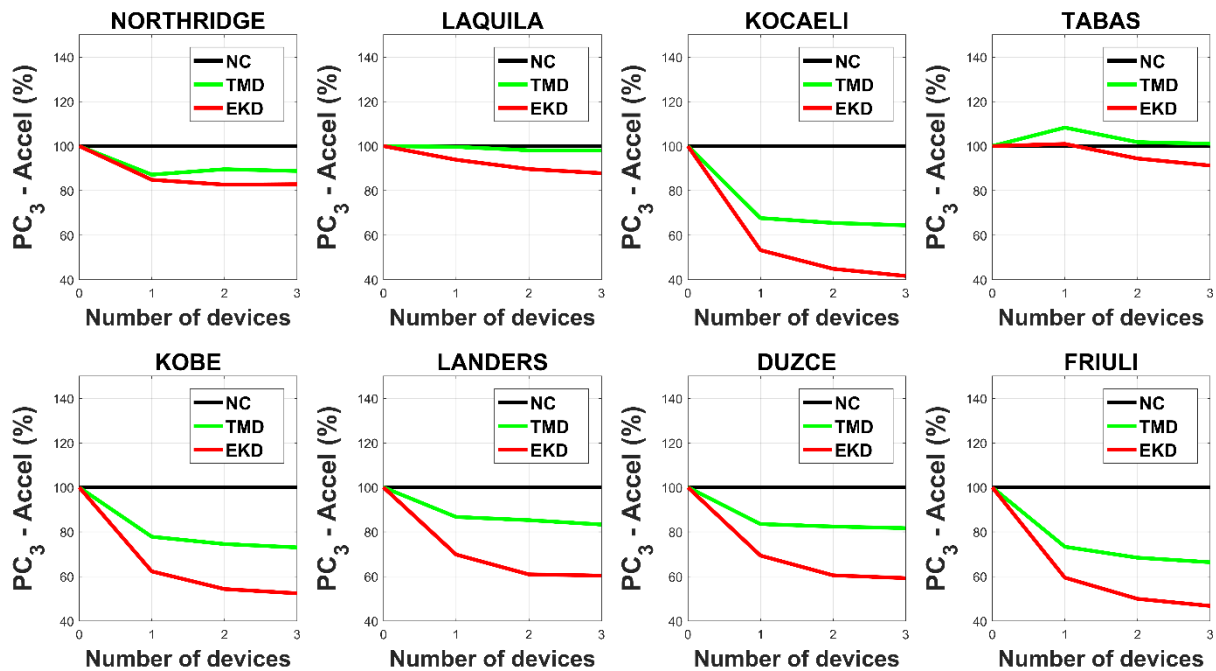 NORTHRIDGE
PC₃ - Accel (%)
140
120
100
80
60
40
0 1 2 3
Number of devices
NC
TMD
EKD
LAQUILA
PC₃ - Accel (%)
140
120
100
80
60
40
0 1 2 3
Number of devices
NC
TMD
EKD
KOCAELI
PC₃ - Accel (%)
140
120
100
80
60
40
0 1 2 3
Number of devices
NC
TMD
EKD
TABAS
PC₃ - Accel (%)
140
120
100
80
60
40
0 1 2 3
Number of devices
NC
TMD
EKD
KOBE
PC₃ - Accel (%)
140
120
100
80
60
40
0 1 2 3
Number of devices
NC
TMD
EKD
LANDERS
PC₃ - Accel (%)
140
120
100
80
60
40
0 1 2 3
Number of devices
NC
TMD
EKD
DUZCE
PC₃ - Accel (%)
140
120
100
80
60
40
0 1 2 3
Number of devices
NC
TMD
EKD
FRIULI
PC₃ - Accel (%)
140
120
100
80
60
40
0 1 2 3
Number of devices
NC
TMD
EKD